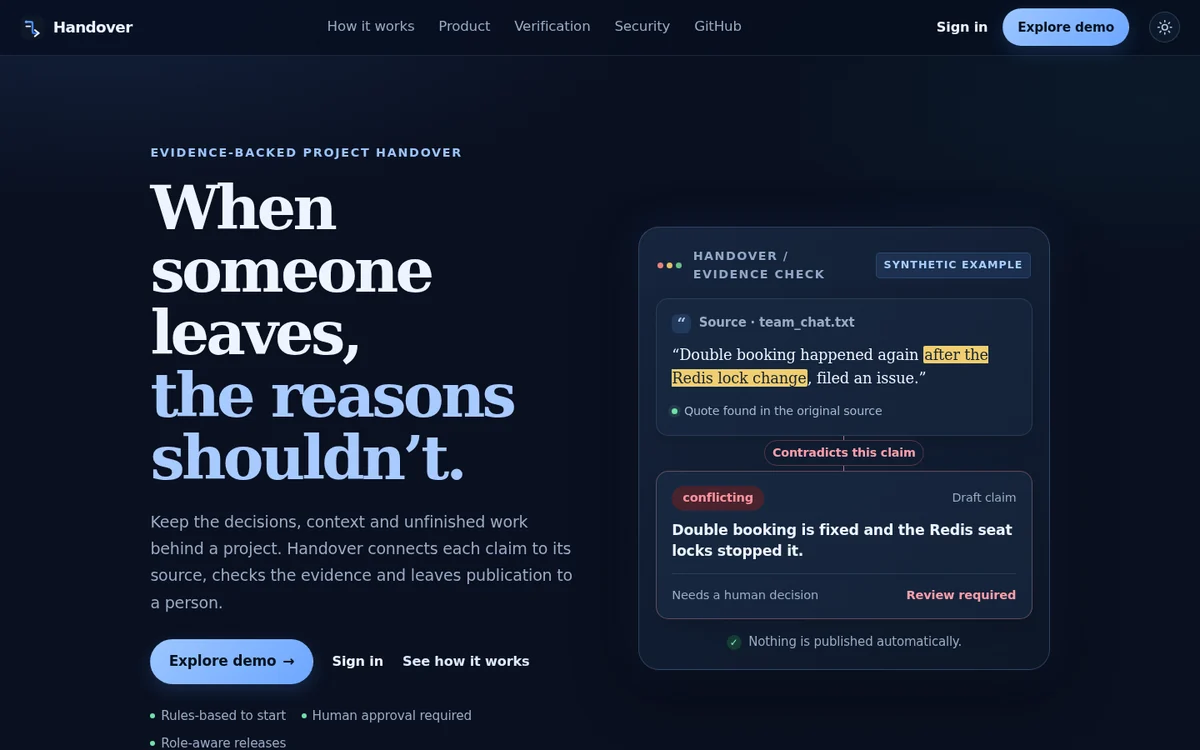 Handover
How it works
Product
Verification
Security
GitHub
Sign in
Explore demo
EVIDENCE-BACKED PROJECT HANDOVER
When
someone
leaves,
the reasons
shouldn’t.
Keep the decisions, context and unfinished work
behind a project. Handover connects each claim to its
source, checks the evidence and leaves publication to
a person.
Explore demo →
Sign in
See how it works
Rules-based to start
Human approval required
Role-aware releases
HANDOVER /
EVIDENCE CHECK
SYNTHETIC EXAMPLE
“ Source · team_chat.txt
“Double booking happened again after the
Redis lock change, filed an issue.”
Quote found in the original source
Contradicts this claim
conflicting
Draft claim
Double booking is fixed and the Redis seat
locks stopped it.
Needs a human decision
Review required
✓ Nothing is published automatically.